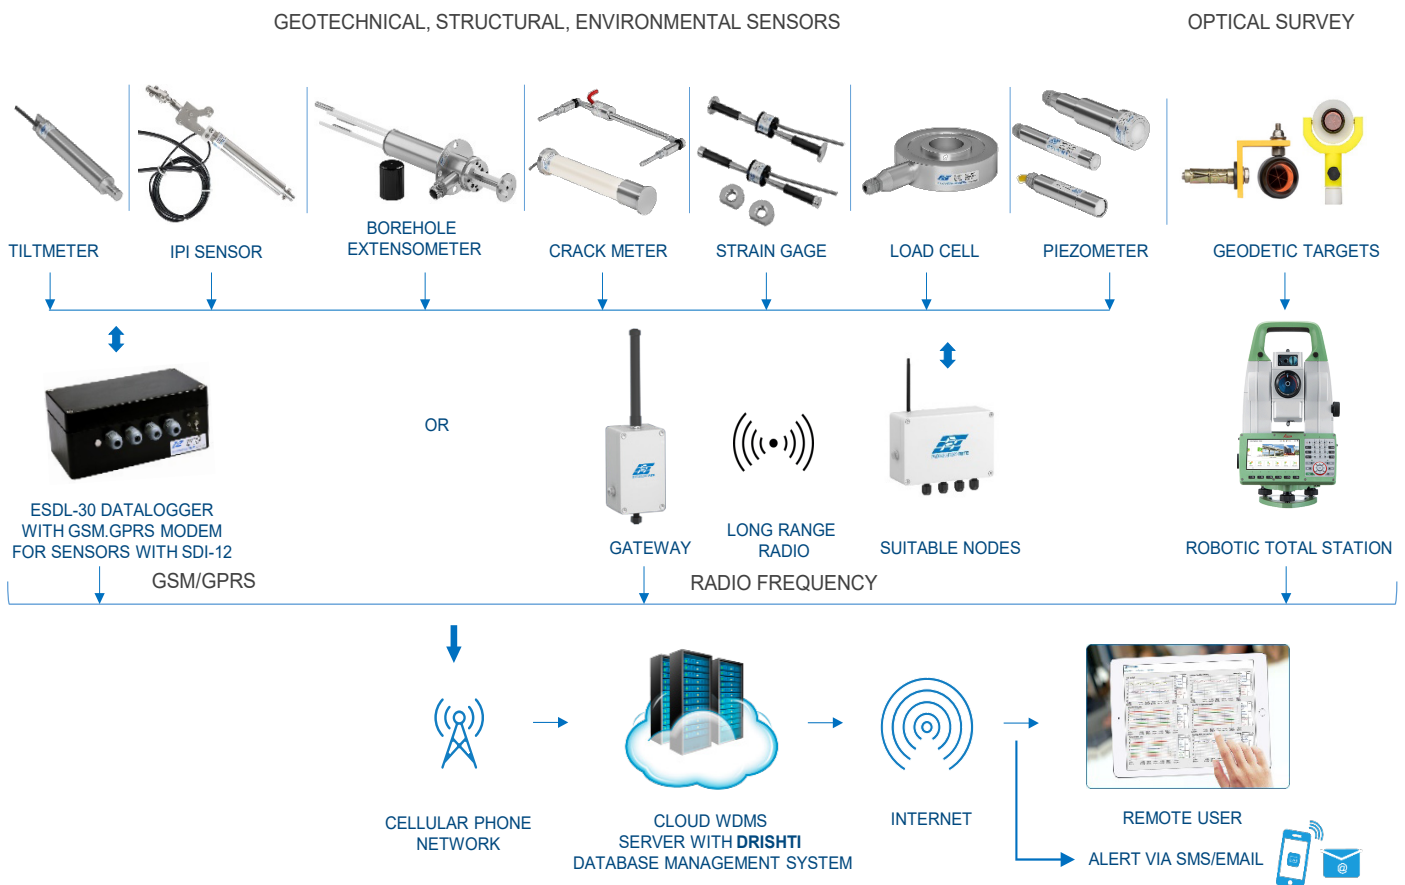 GEOTECHNICAL, STRUCTURAL, ENVIRONMENTAL SENSORS
OPTICAL SURVEY
TILTMETER
IPI SENSOR
BOREHOLE
EXTENSOMETER
CRACK METER
STRAIN GAGE
LOAD CELL
PIEZOMETER
GEODETIC TARGETS
OR
ESDL-30 DATALOGGER
WITH GSM.GPRS MODEM
FOR SENSORS WITH SDI-12
GATEWAY
LONG RANGE
RADIO
SUITABLE NODES
ROBOTIC TOTAL STATION
GSM/GPRS
RADIO FREQUENCY
CELLULAR PHONE
NETWORK
CLOUD WDMS
SERVER WITH DRISHTI
DATABASE MANAGEMENT SYSTEM
INTERNET
REMOTE USER
ALERT VIA SMS/EMAIL
@